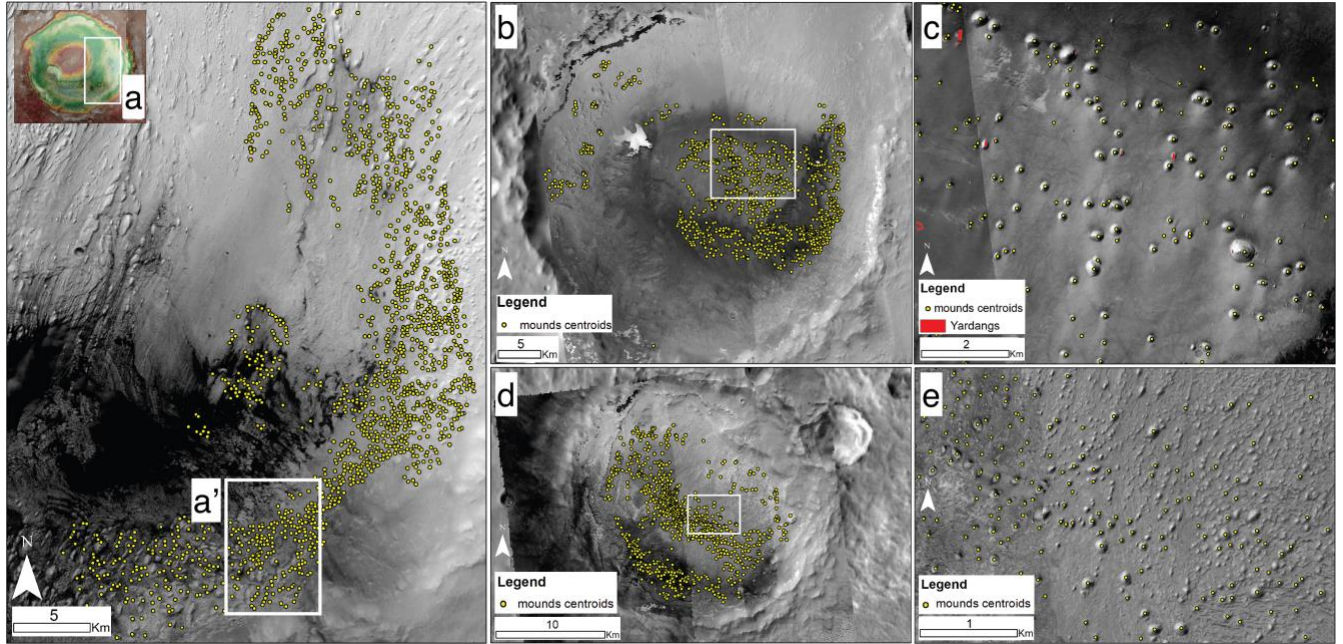 a
a'
N
5
Km
b
N
Legend
mounds centroids
5
Km
c
N
Legend
mounds centroids
Yardangs
2
Km
d
N
Legend
mounds centroids
10
Km
e
N
Legend
mounds centroids
1
Km